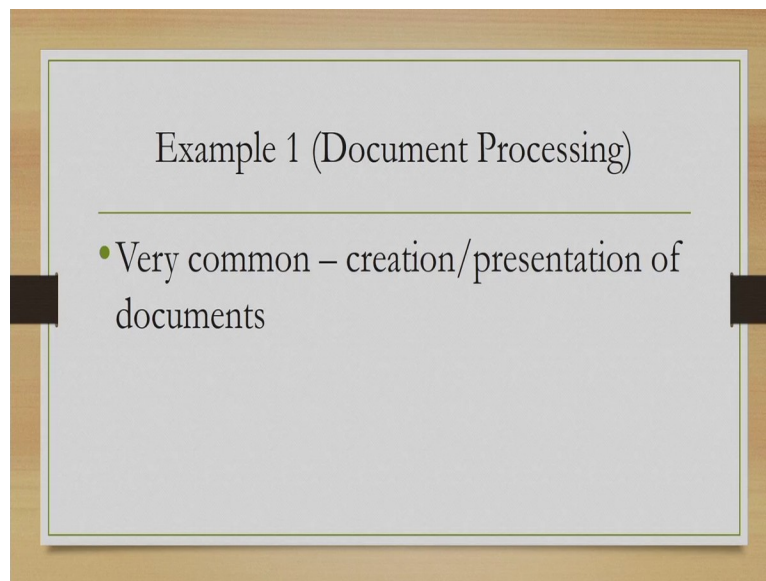 Example 1 (Document Processing)
•Very common – creation/presentation of
documents